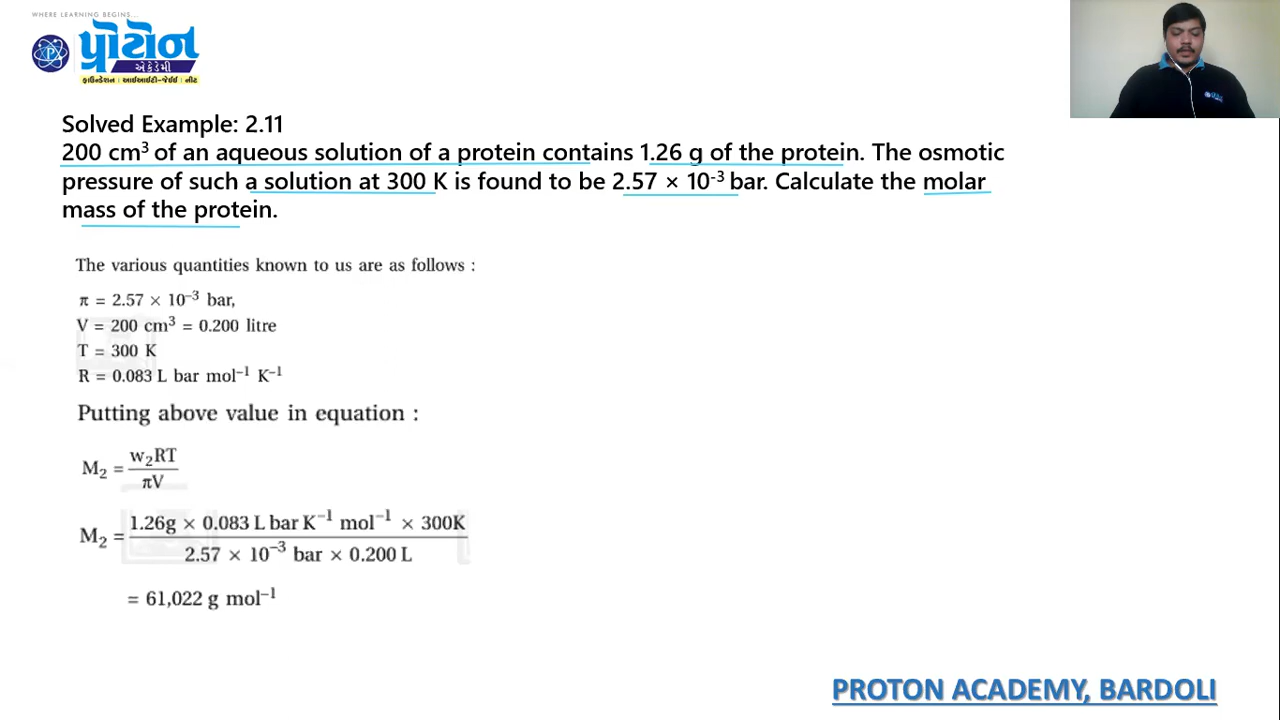 WHERE LEARNING BEGINS...
પ્રોટોન
એકેડેમી
ફાઉન્ડેશન | આઈઆઈટી-જેઈઈ | નીટ
Solved Example: 2.11
200 cm³ of an aqueous solution of a protein contains 1.26 g of the protein. The osmotic
pressure of such a solution at 300 K is found to be 2.57 × 10⁻³ bar. Calculate the molar
mass of the protein.
The various quantities known to us are as follows :
π = 2.57 × 10⁻³ bar,
V = 200 cm³ = 0.200 litre
T = 300 K
R = 0.083 L bar mol⁻¹ K⁻¹
Putting above value in equation :
M₂ = w₂RT / πV
M₂ = 1.26g × 0.083 L bar K⁻¹ mol⁻¹ × 300K / 2.57 × 10⁻³ bar × 0.200 L
= 61,022 g mol⁻¹
PROTON ACADEMY, BARDOLI